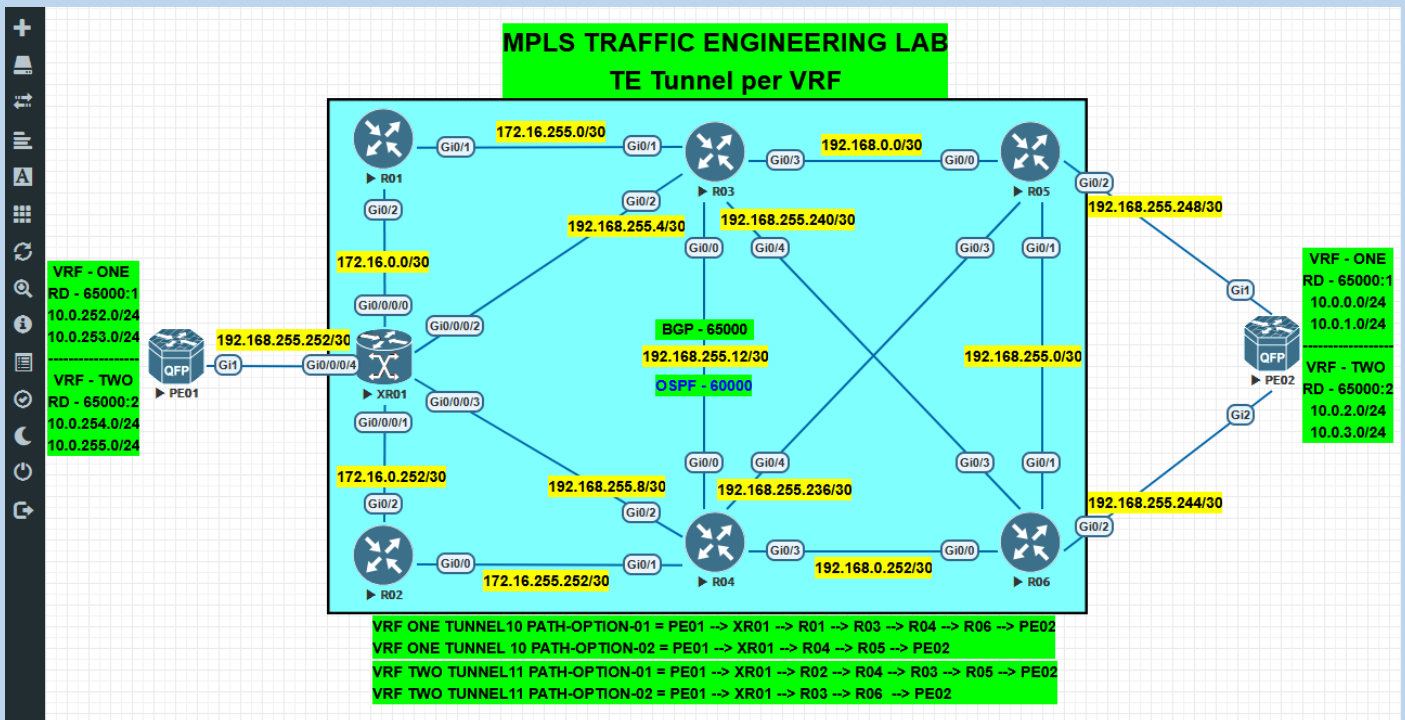 MPLS TRAFFIC ENGINEERING LAB
TE Tunnel per VRF
172.16.255.0/30
Gi0/1
Gi0/1
192.168.0.0/30
Gi0/3
Gi0/0
R01
R03
R05
Gi0/2
Gi0/2
Gi0/2
192.168.255.4/30
192.168.255.240/30
192.168.255.248/30
Gi0/0
Gi0/4
Gi0/3
Gi0/1
172.16.0.0/30
VRF - ONE
RD - 65000:1
10.0.252.0/24
10.0.253.0/24
--------------------
VRF - TWO
RD - 65000:2
10.0.254.0/24
10.0.255.0/24
VRF - ONE
RD - 65000:1
10.0.0.0/24
10.0.1.0/24
--------------------
VRF - TWO
RD - 65000:2
10.0.2.0/24
10.0.3.0/24
Gi0/0/0/0
Gi0/0/0/2
Gi1
192.168.255.252/30
BGP - 65000
192.168.255.12/30
OSPF - 60000
192.168.255.0/30
QFP
Gi1
Gi0/0/0/4
QFP
PE01
XR01
PE02
Gi0/0/0/3
Gi0/0/0/1
Gi2
172.16.0.252/30
Gi0/0
Gi0/4
Gi0/3
Gi0/1
192.168.255.8/30
192.168.255.236/30
192.168.255.244/30
Gi0/2
Gi0/2
Gi0/2
Gi0/0
Gi0/1
172.16.255.252/30
Gi0/3
Gi0/0
192.168.0.252/30
R02
R04
R06
VRF ONE TUNNEL10 PATH-OPTION-01 = PE01 --> XR01 --> R01 --> R03 --> R04 --> R06 --> PE02
VRF ONE TUNNEL 10 PATH-OPTION-02 = PE01 --> XR01 --> R04 --> R05 --> PE02
VRF TWO TUNNEL11 PATH-OPTION-01 = PE01 --> XR01 --> R02 --> R04 --> R03 --> R05 --> PE02
VRF TWO TUNNEL11 PATH-OPTION-02 = PE01 --> XR01 --> R03 --> R06 --> PE02
A